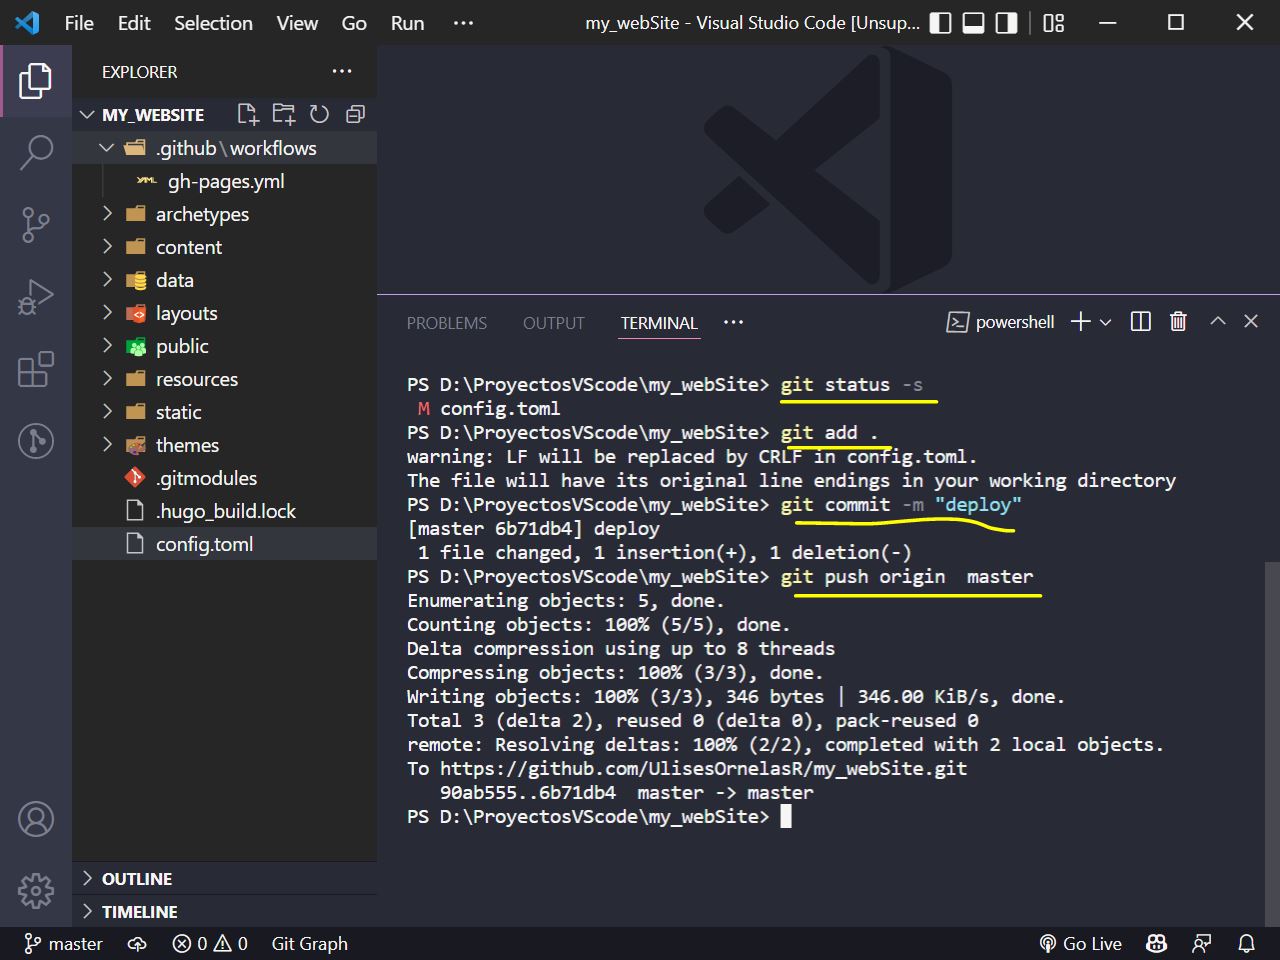 File Edit Selection View Go Run ··· my_webSite - Visual Studio Code [Unsup...
EXPLORER ···
MY_WEBSITE
.github\workflows
gh-pages.yml
archetypes
content
data
layouts
public
resources
static
themes
.gitmodules
.hugo_build.lock
config.toml
OUTLINE
TIMELINE
PROBLEMS OUTPUT TERMINAL ··· powershell
PS D:\ProyectosVScode\my_webSite> git status -s
M config.toml
PS D:\ProyectosVScode\my_webSite> git add .
warning: LF will be replaced by CRLF in config.toml.
The file will have its original line endings in your working directory
PS D:\ProyectosVScode\my_webSite> git commit -m "deploy"
[master 6b71db4] deploy
1 file changed, 1 insertion(+), 1 deletion(-)
PS D:\ProyectosVScode\my_webSite> git push origin  master
Enumerating objects: 5, done.
Counting objects: 100% (5/5), done.
Delta compression using up to 8 threads
Compressing objects: 100% (3/3), done.
Writing objects: 100% (3/3), 346 bytes | 346.00 KiB/s, done.
Total 3 (delta 2), reused 0 (delta 0), pack-reused 0
remote: Resolving deltas: 100% (2/2), completed with 2 local objects.
To https://github.com/UlisesOrnelasR/my_webSite.git
90ab555..6b71db4  master -> master
PS D:\ProyectosVScode\my_webSite>
master 0 0 Git Graph Go Live